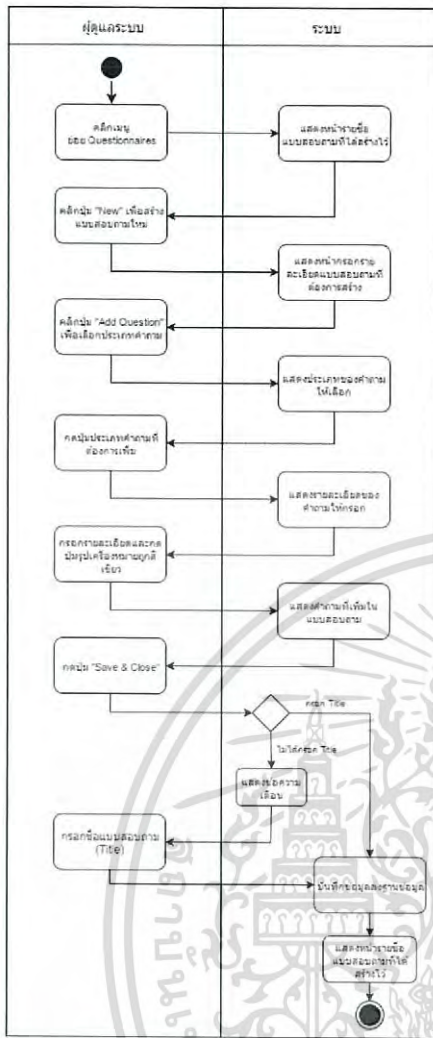 ผู้ดูแลระบบ
ระบบ
คลิกเมนู
ย่อย Questionnaires
แสดงหน้ารายชื่อ
แบบสอบถามที่ได้สร้างไว้
คลิกปุ่ม "New" เพื่อสร้าง
แบบสอบถามใหม่
แสดงหน้ากรอกราย
ละเอียดแบบสอบถามที่
ต้องการสร้าง
คลิกปุ่ม "Add Question"
เพื่อเลือกประเภทคำถาม
แสดงประเภทของคำถาม
ให้เลือก
กดปุ่มประเภทคำถามที่
ต้องการเพิ่ม
แสดงรายละเอียดของ
คำถามให้กรอก
กรอกรายละเอียดและกด
ปุ่มรูปเครื่องหมายถูกสี
เขียว
แสดงคำถามที่เพิ่มใน
แบบสอบถาม
กดปุ่ม "Save & Close"
กรอก Title
ไม่ได้กรอก Title
แสดงข้อความ
เตือน
กรอกชื่อแบบสอบถาม
(Title)
บันทึกข้อมูลลงฐานข้อมูล
แสดงหน้ารายชื่อ
แบบสอบถามที่ได้
สร้างไว้